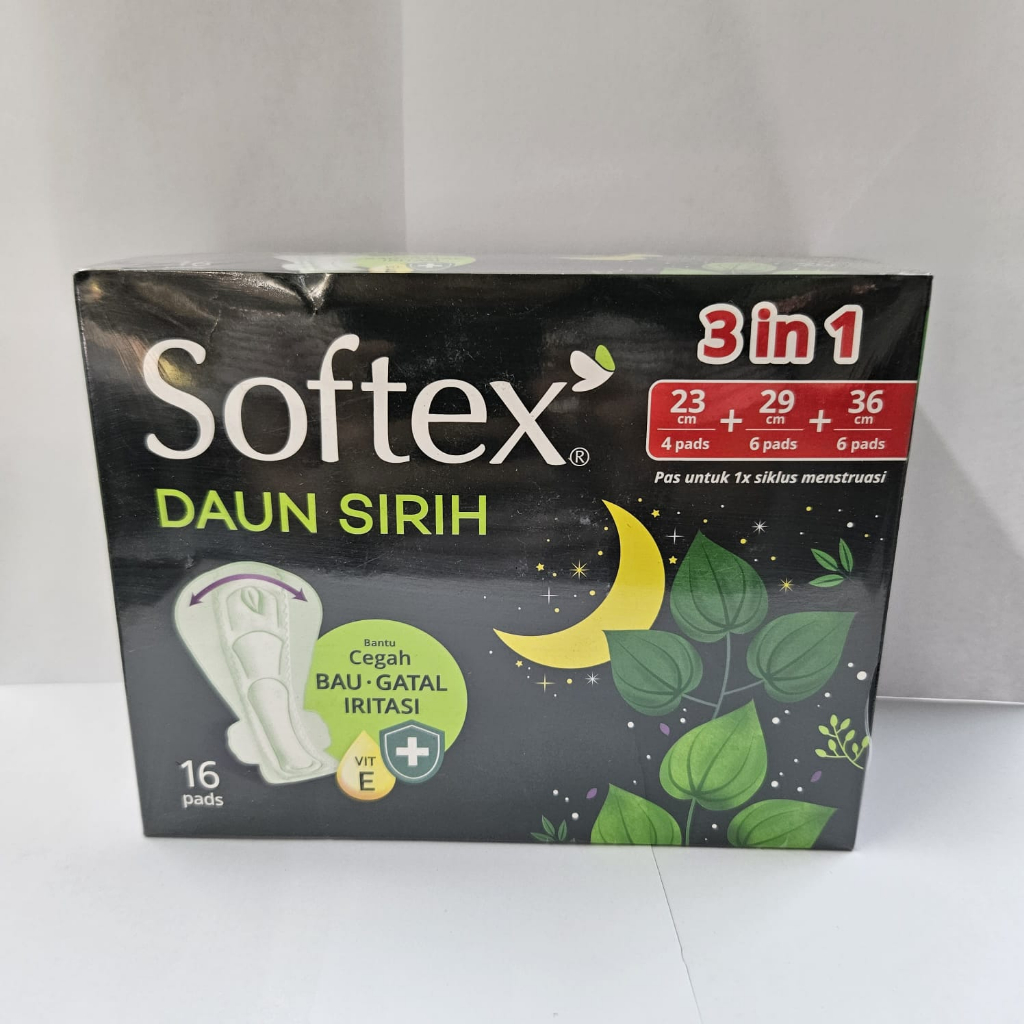 Softex®
DAUN SIRIH
3 in 1
23 cm + 29 cm + 36 cm
4 pads 6 pads 6 pads
Pas untuk 1x siklus menstruasi
Bantu
Cegah
BAU · GATAL
IRITASI
VIT
E
16
pads